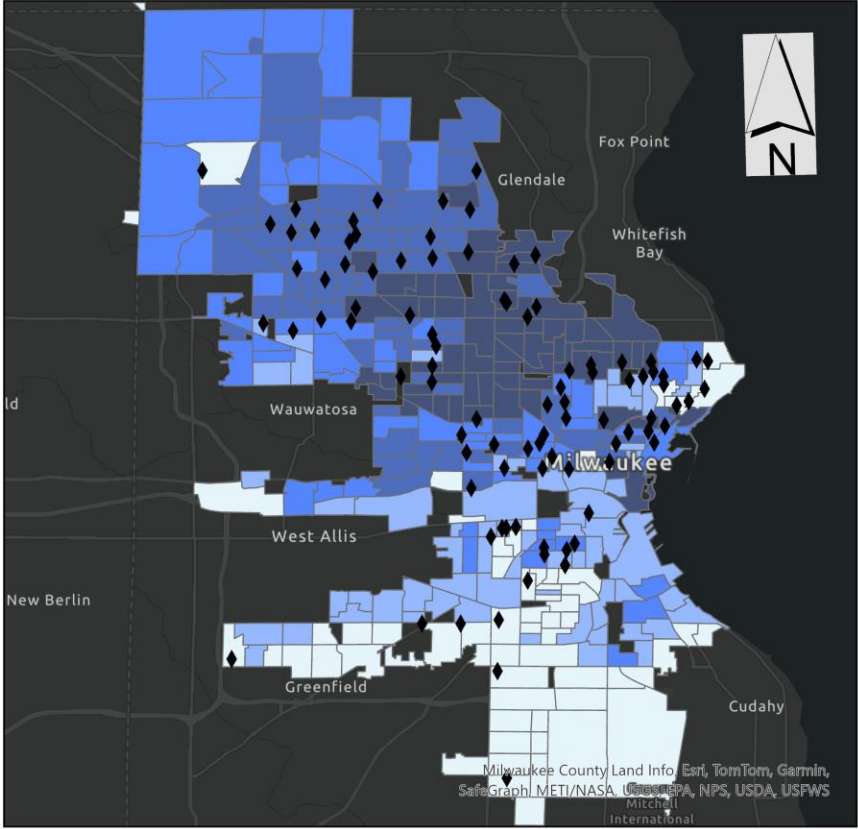 N
Fox Point
Glendale
Whitefish
Bay
ld
Wauwatosa
Milwaukee
West Allis
New Berlin
Greenfield
Cudahy
Milwaukee County Land Info, Esri, TomTom, Garmin,
SafeGraph, METI/NASA, USGS, EPA, NPS, USDA, USFWS
Mitchell
International